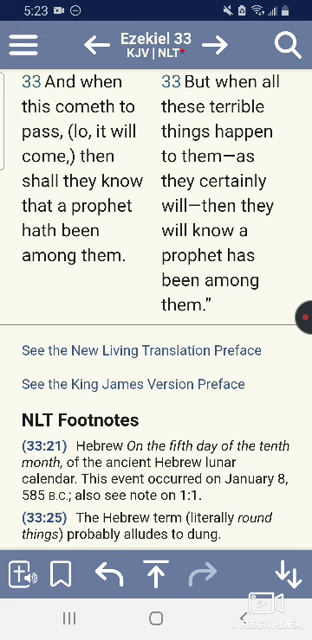 5:23
Ezekiel 33
KJV | NLT*
33 And when
this cometh to
pass, (lo, it will
come,) then
shall they know
that a prophet
hath been
among them.
33 But when all
these terrible
things happen
to them—as
they certainly
will—then they
will know a
prophet has
been among
them.”
See the New Living Translation Preface
See the King James Version Preface
NLT Footnotes
(33:21) Hebrew On the fifth day of the tenth
month, of the ancient Hebrew lunar
calendar. This event occurred on January 8,
585 B.C.; also see note on 1:1.
(33:25) The Hebrew term (literally round
things) probably alludes to dung.
V RECORDER